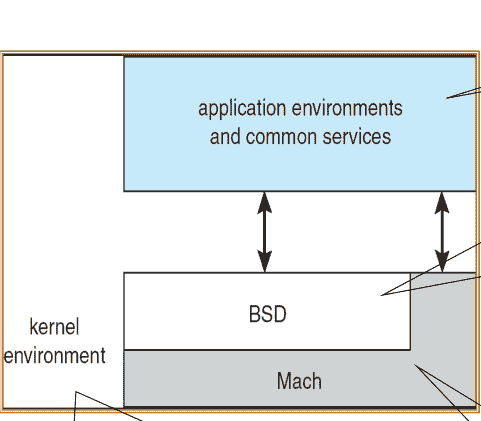 application environments
and common services
BSD
kernel
environment
Mach